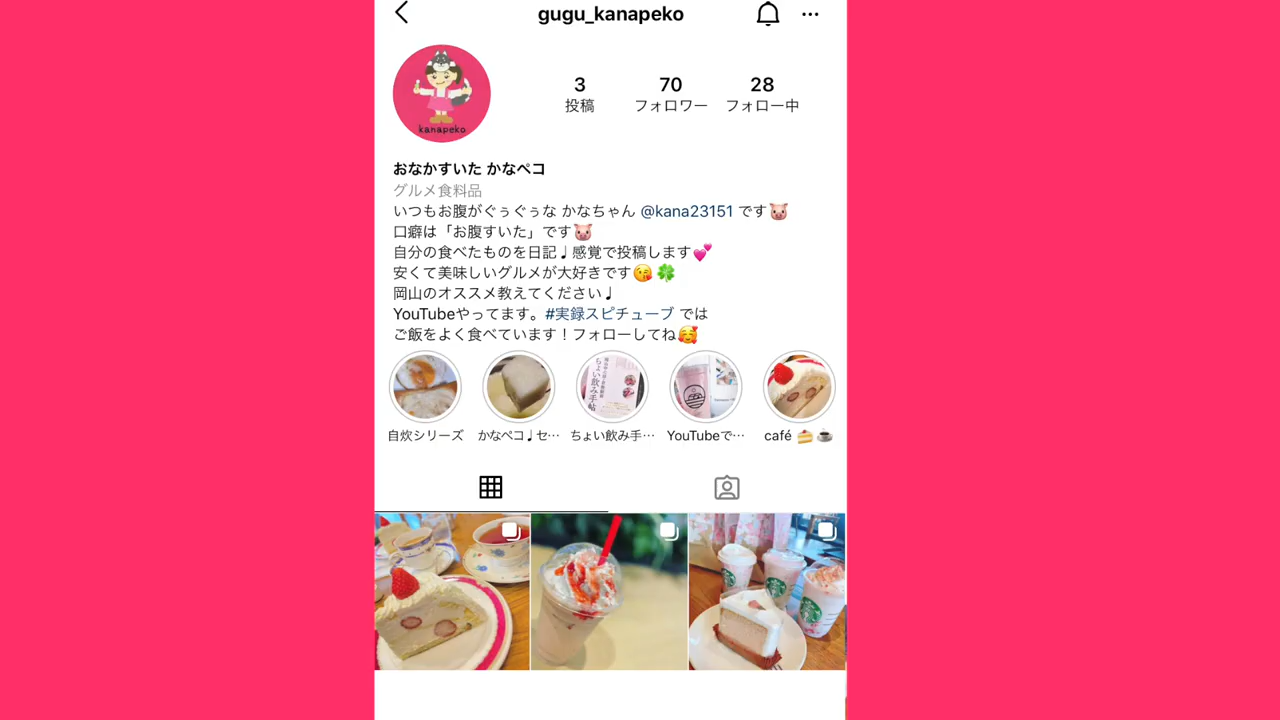 gugu_kanapeko
kanapeko
3
投稿
70
フォロワー
28
フォロー中
おなかすいた かなペコ
グルメ食料品
いつもお腹がぐぅぐぅな かなちゃん @kana23151 です🐷
口癖は「お腹すいた」です🐷
自分の食べたものを日記♩感覚で投稿します💕
安くて美味しいグルメが大好きです😘🍀
岡山のオススメ教えてください♩
YouTubeやってます。#実録スピチューブ では
ご飯をよく食べています！フォローしてね🥰
ちょい飲み手帖
自炊シリーズ
かなペコ♩セ…
ちょい飲み手…
YouTubeで…
café 🍰☕